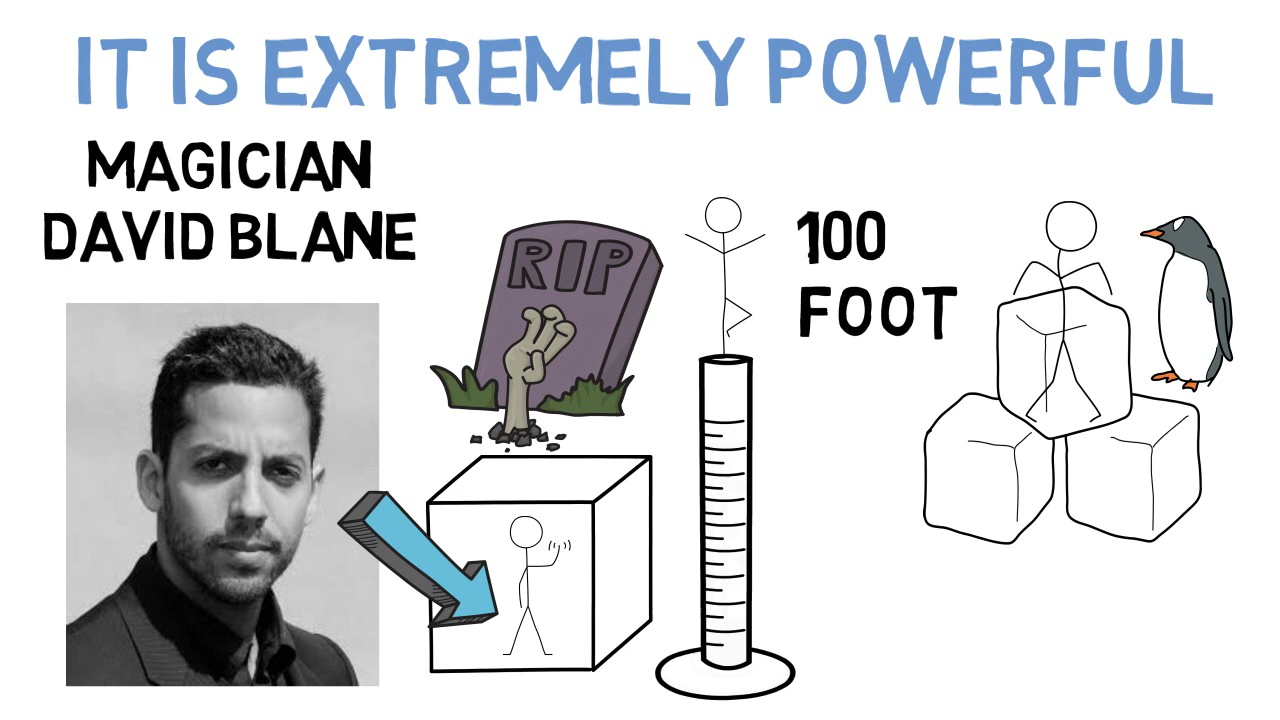 IT IS EXTREMELY POWERFUL
MAGICIAN
DAVID BLANE
RIP
100
FOOT